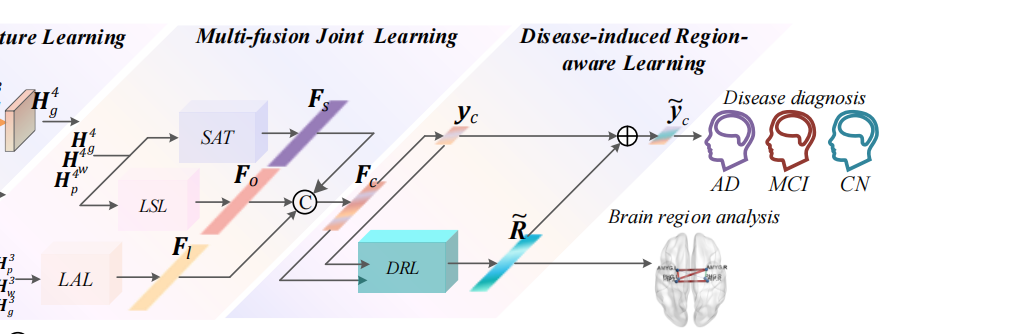 ture Learning
Multi-fusion Joint Learning
Disease-induced Region-
aware Learning
H_g^4
H_g^4
H_w^4
H_p^4
SAT
F_s
LSL
F_o
C
F_c
LAL
F_l
H_p^3
H_w^3
H_g^3
y_c
DRL
R̃
ỹ_c
Disease diagnosis
AD MCI CN
Brain region analysis